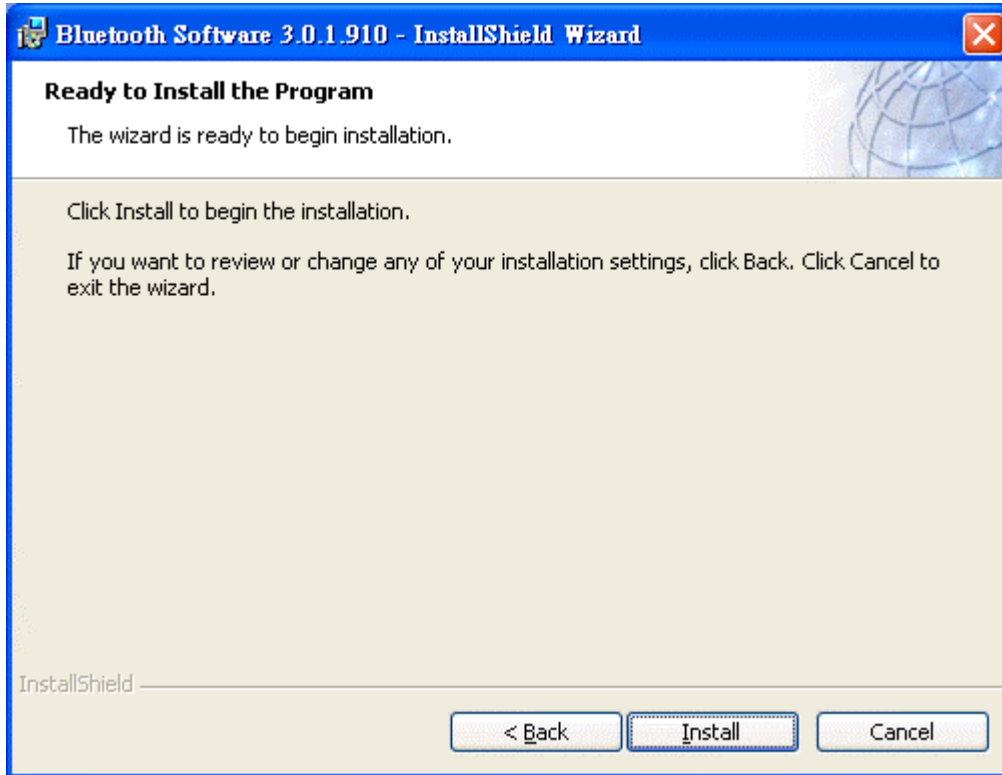 Bluetooth Software 3.0.1.910 - InstallShield Wizard
Ready to Install the Program
The wizard is ready to begin installation.
Click Install to begin the installation.
If you want to review or change any of your installation settings, click Back. Click Cancel to
exit the wizard.
InstallShield
< Back Install Cancel